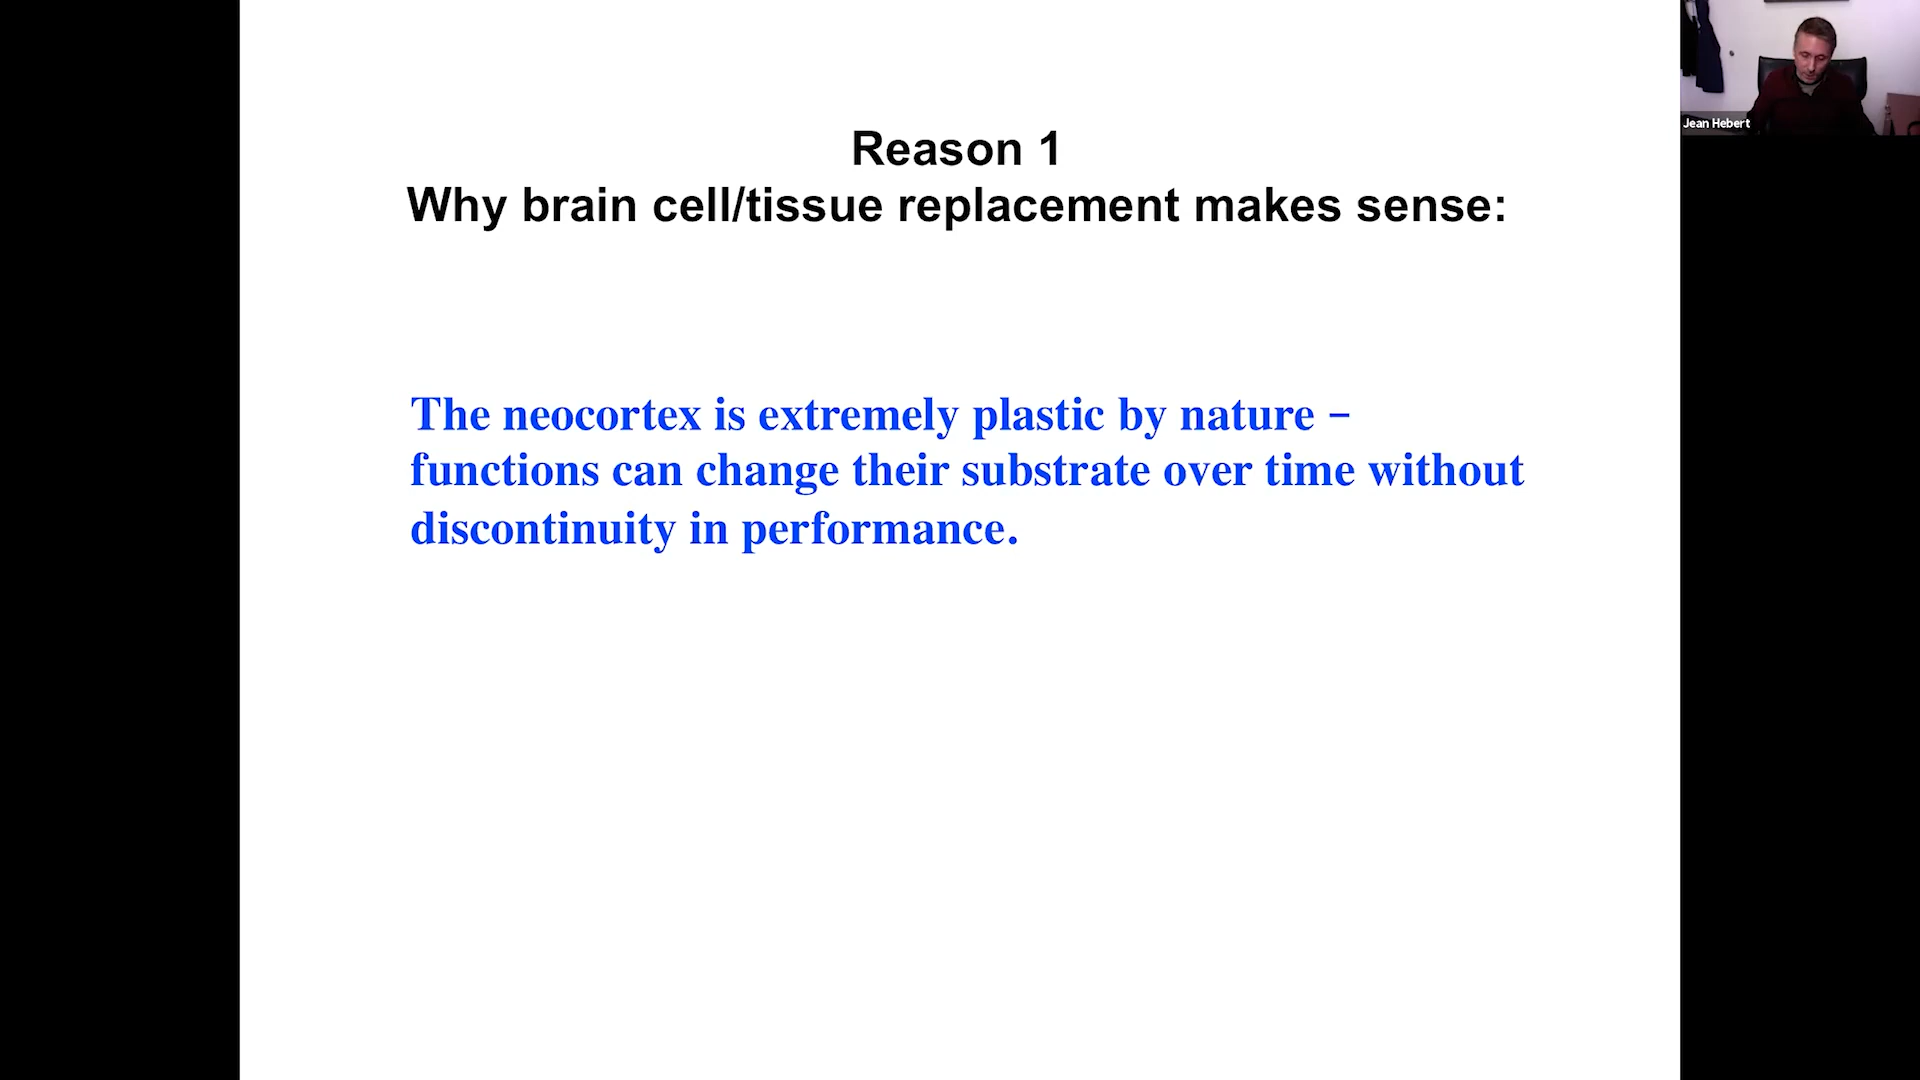 Reason 1
Why brain cell/tissue replacement makes sense:
The neocortex is extremely plastic by nature –
functions can change their substrate over time without
discontinuity in performance.
Jean Hebert